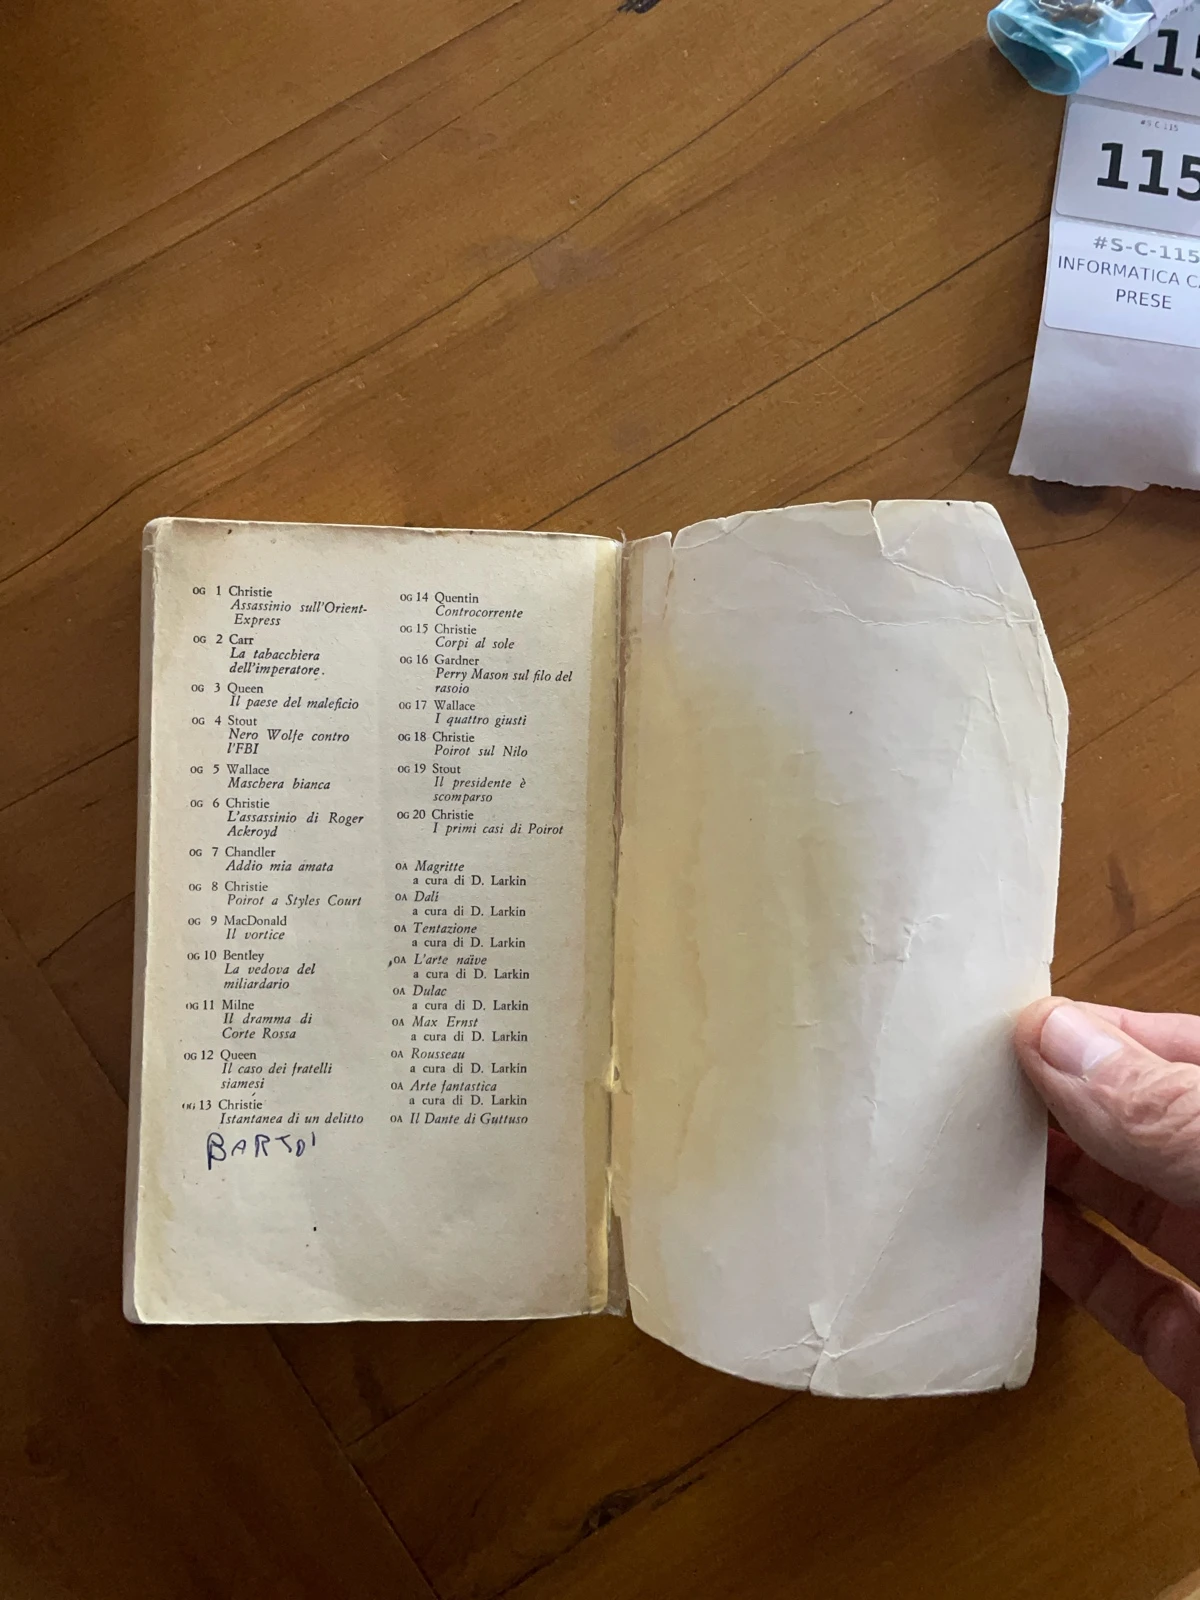 OG 1 Christie
Assassinio sull'Orient-
Express
OG 2 Carr
La tabacchiera
dell'imperatore.
OG 3 Queen
Il paese del maleficio
OG 4 Stout
Nero Wolfe contro
l'FBI
OG 5 Wallace
Maschera bianca
OG 6 Christie
L'assassinio di Roger
Ackroyd
OG 7 Chandler
Addio mia amata
OG 8 Christie
Poirot a Styles Court
OG 9 MacDonald
Il vortice
OG 10 Bentley
La vedova del
miliardario
OG 11 Milne
Il dramma di
Corte Rossa
OG 12 Queen
Il caso dei fratelli
siamesi
OG 13 Christie
Istantanea di un delitto
OG 14 Quentin
Controcorrente
OG 15 Christie
Corpi al sole
OG 16 Gardner
Perry Mason sul filo del
rasoio
OG 17 Wallace
I quattro giusti
OG 18 Christie
Poirot sul Nilo
OG 19 Stout
Il presidente è
scomparso
OG 20 Christie
I primi casi di Poirot
OA Magritte
a cura di D. Larkin
OA Dalì
a cura di D. Larkin
OA Tentazione
a cura di D. Larkin
OA L'arte naïve
a cura di D. Larkin
OA Dulac
a cura di D. Larkin
OA Max Ernst
a cura di D. Larkin
OA Rousseau
a cura di D. Larkin
OA Arte fantastica
a cura di D. Larkin
OA Il Dante di Guttuso
115
#S-C-115
115
#S-C-115
INFORMATICA
PRESE